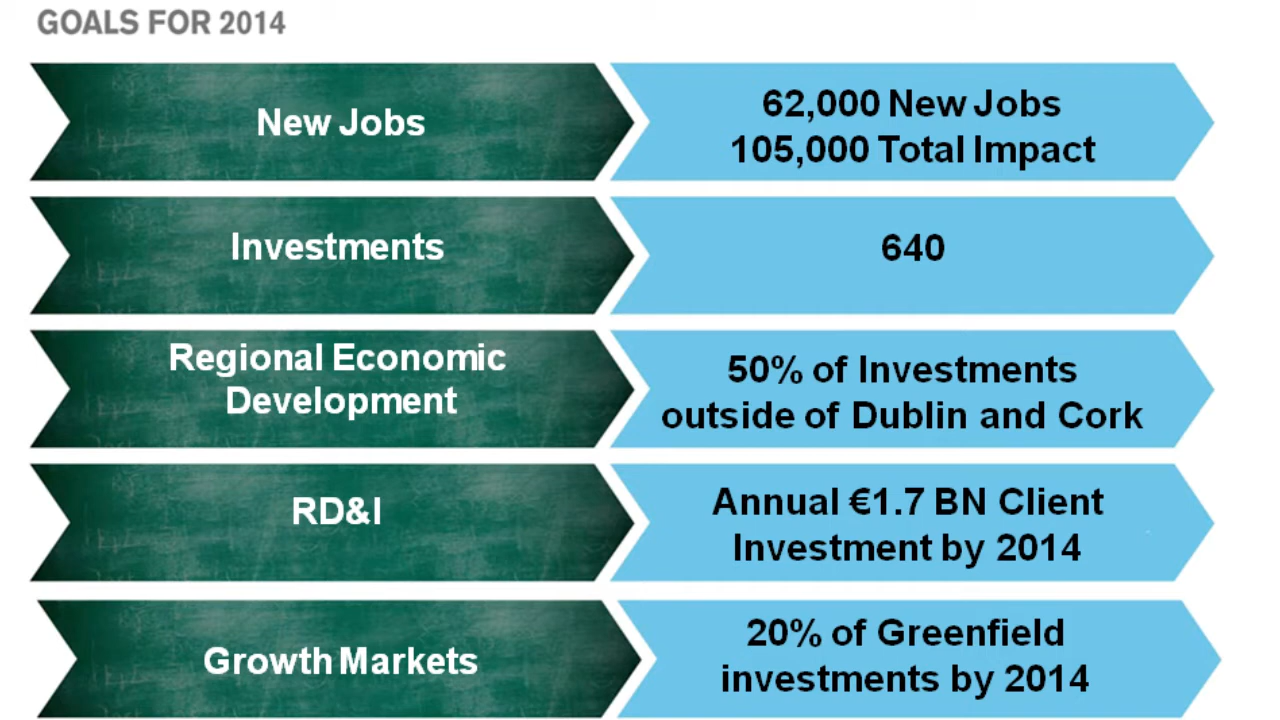 GOALS FOR 2014
New Jobs
62,000 New Jobs
105,000 Total Impact
Investments
640
Regional Economic
Development
50% of Investments
outside of Dublin and Cork
RD&I
Annual €1.7 BN Client
Investment by 2014
Growth Markets
20% of Greenfield
investments by 2014